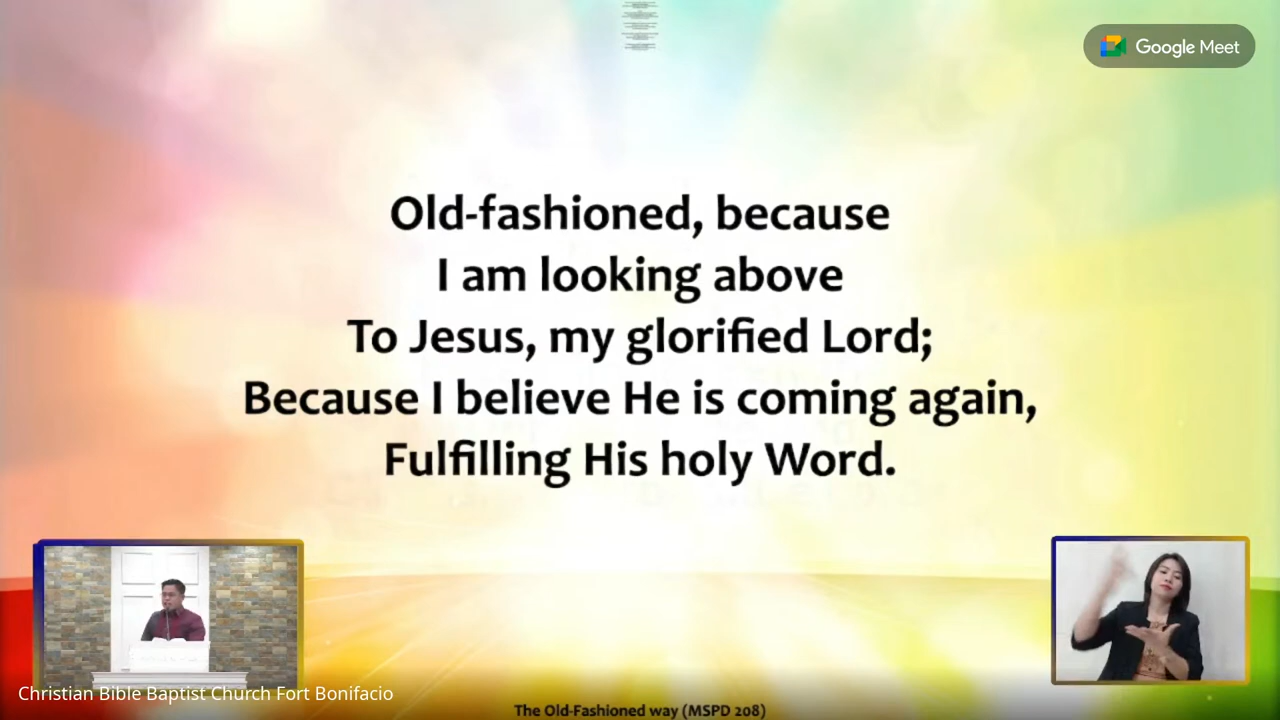 Google Meet
Old-fashioned, because
I am looking above
To Jesus, my glorified Lord;
Because I believe He is coming again,
Fulfilling His holy Word.
Christian Bible Baptist Church Fort Bonifacio
The Old-Fashioned way (MSPD 208)